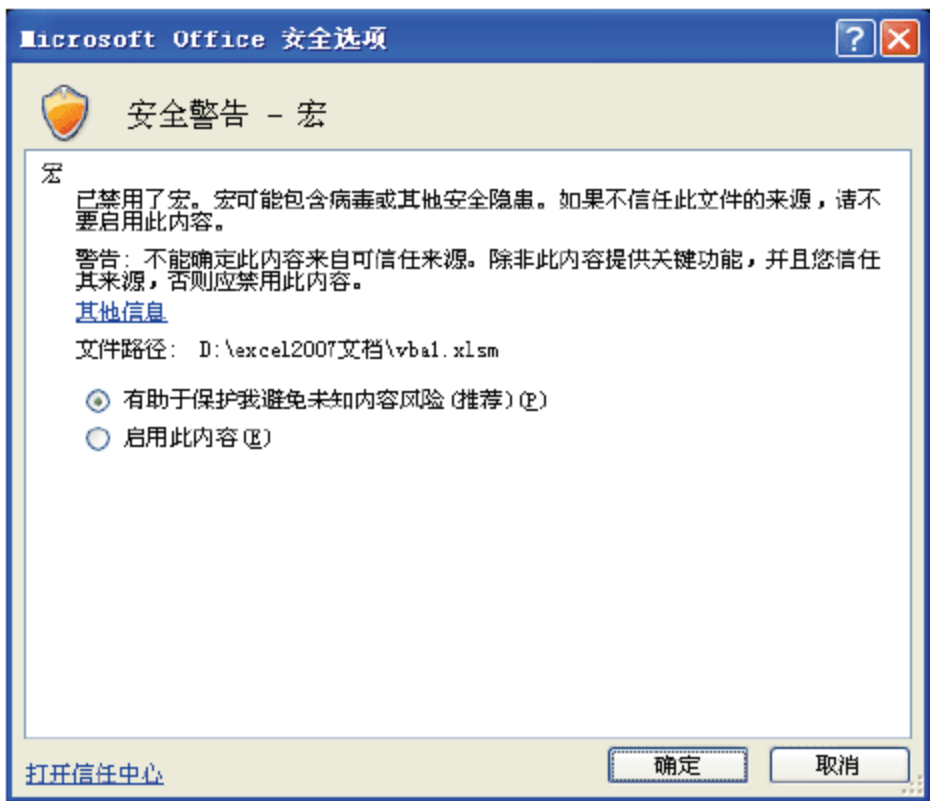 Microsoft Office 安全选项
安全警告 - 宏
宏
已禁用了宏。宏可能包含病毒或其他安全隐患。如果不信任此文件的来源，请不
要启用此内容。
警告: 不能确定此内容来自可信任来源。除非此内容提供关键功能，并且您信任
其来源，否则应禁用此内容。
其他信息
文件路径: D:\excel2007文档\vba1.xlsm
有助于保护我避免未知内容风险(推荐)(P)
启用此内容(E)
打开信任中心
确定
取消